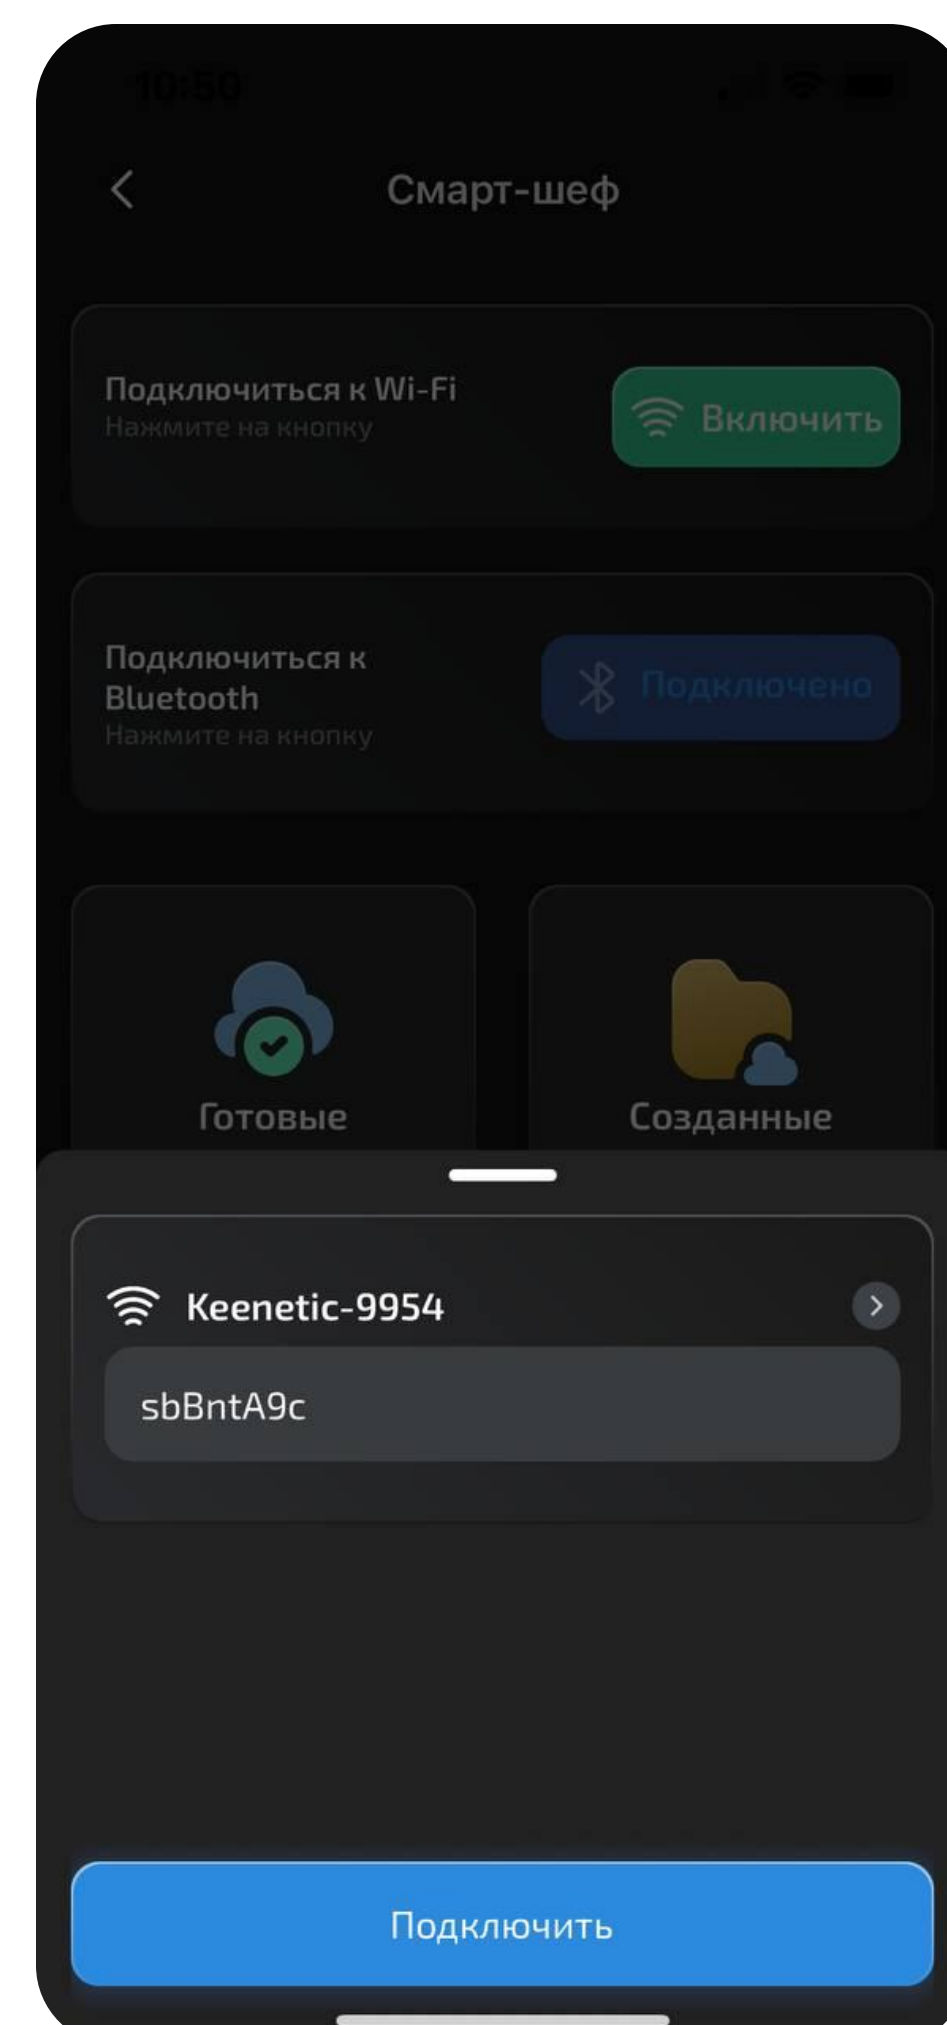 10:50
Смарт-шеф
Подключиться к Wi-Fi
Нажмите на кнопку
Включить
Подключиться к
Bluetooth
Нажмите на кнопку
Подключено
Готовые
Созданные
Keenetic-9954
sbBntA9c
Подключить